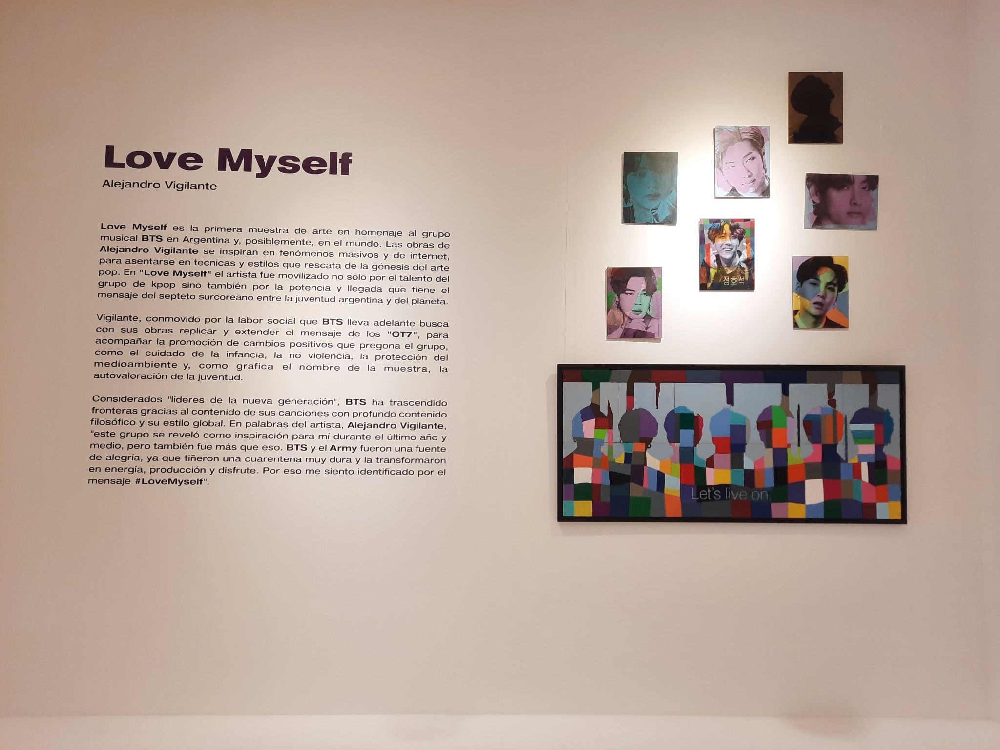 Love Myself
Alejandro Vigilante
Love Myself es la primera muestra de arte en homenaje al grupo
musical BTS en Argentina y, posiblemente, en el mundo. Las obras de
Alejandro Vigilante se inspiran en fenómenos masivos y de internet,
para asentarse en tecnicas y estilos que rescata de la génesis del arte
pop. En "Love Myself" el artista fue movilizado no solo por el talento del
grupo de kpop sino también por la potencia y llegada que tiene el
mensaje del septeto surcoreano entre la juventud argentina y del planeta.
Vigilante, conmovido por la labor social que BTS lleva adelante busca
con sus obras replicar y extender el mensaje de los "OT7", para
acompañar la promoción de cambios positivos que pregona el grupo,
como el cuidado de la infancia, la no violencia, la protección del
medioambiente y, como grafica el nombre de la muestra, la
autovaloración de la juventud.
Considerados "líderes de la nueva generación", BTS ha trascendido
fronteras gracias al contenido de sus canciones con profundo contenido
filosófico y su estilo global. En palabras del artista, Alejandro Vigilante,
"este grupo se reveló como inspiración para mí durante el último año y
medio, pero también fue más que eso. BTS y el Army fueron una fuente
de alegría, ya que tiñeron una cuarentena muy dura y la transformaron
en energía, producción y disfrute. Por eso me siento identificado por el
mensaje #LoveMyself".
정호석
Let's live on.